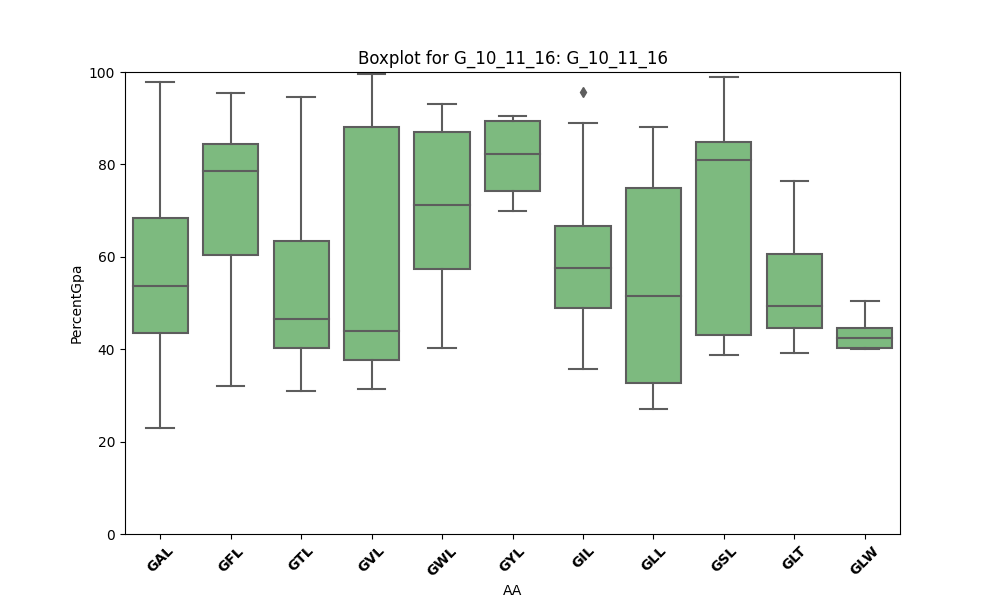 Boxplot for G_10_11_16: G_10_11_16
100
80
60
40
20
0
PercentGpa
GAL
GFL
GTL
GVL
GWL
GYL
GIL
GLL
GSL
GLT
GLW
AA